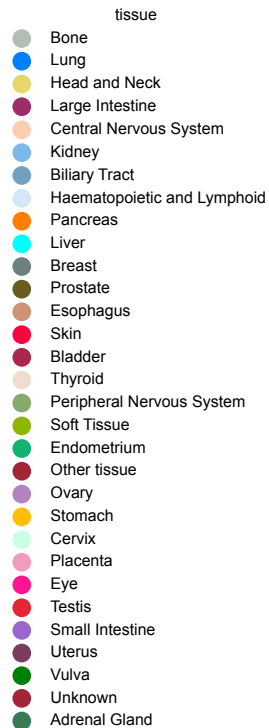 tissue
Bone
Lung
Head and Neck
Large Intestine
Central Nervous System
Kidney
Biliary Tract
Haematopoietic and Lymphoid
Pancreas
Liver
Breast
Prostate
Esophagus
Skin
Bladder
Thyroid
Peripheral Nervous System
Soft Tissue
Endometrium
Other tissue
Ovary
Stomach
Cervix
Placenta
Eye
Testis
Small Intestine
Uterus
Vulva
Unknown
Adrenal Gland